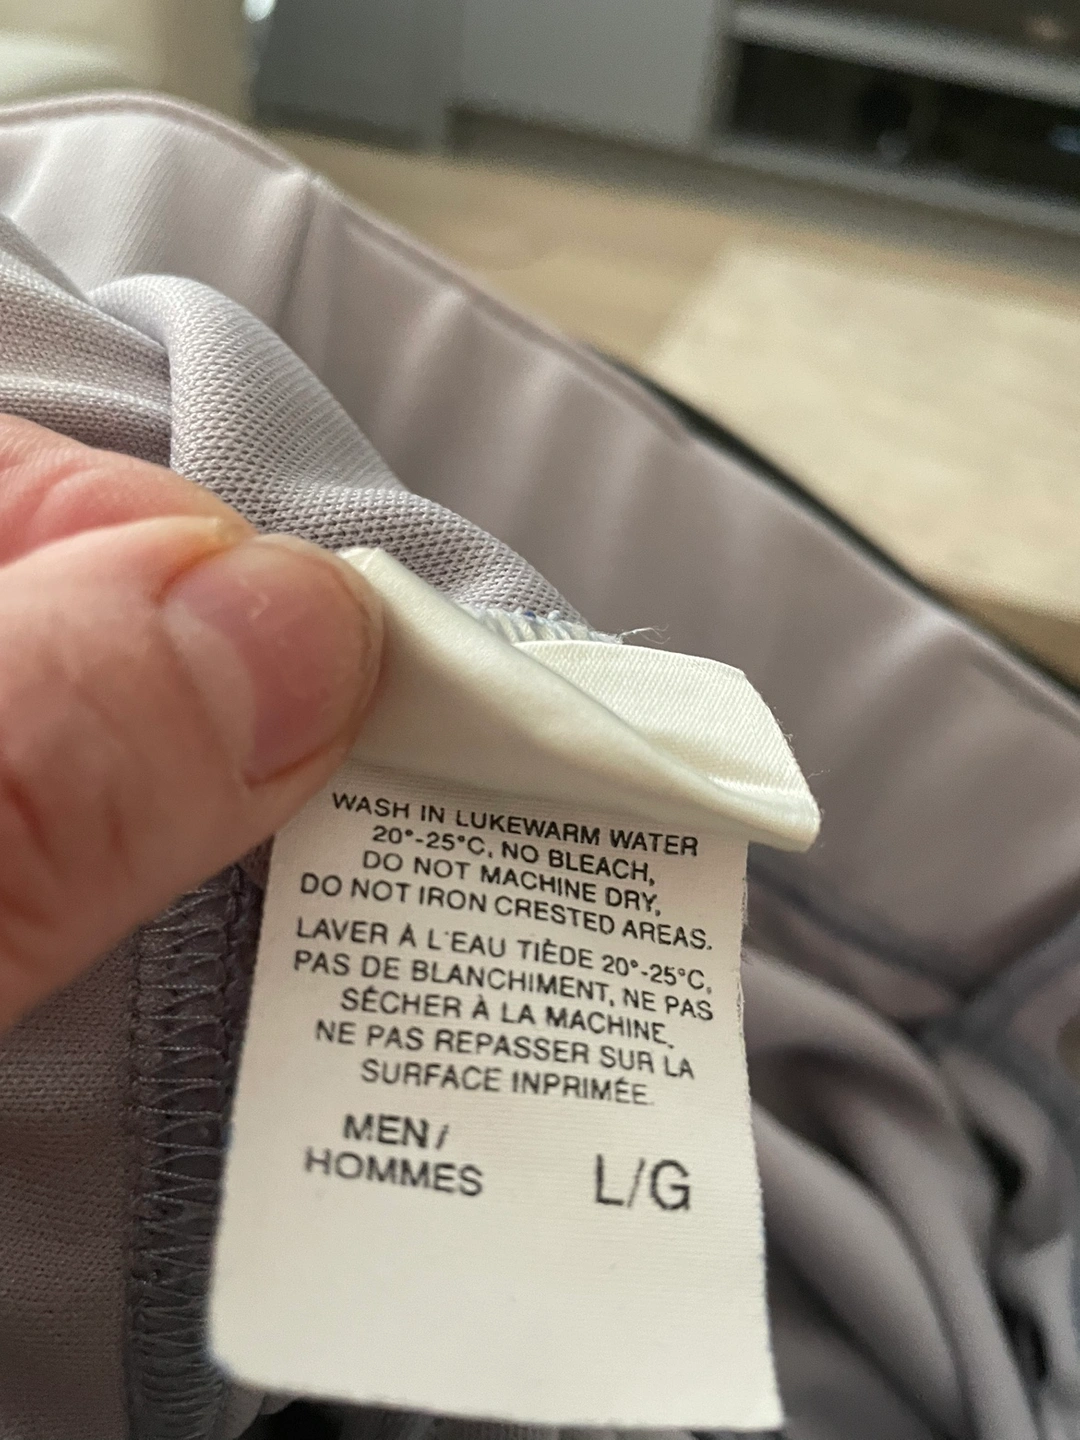 WASH IN LUKEWARM WATER
20°-25°C, NO BLEACH,
DO NOT MACHINE DRY,
DO NOT IRON CRESTED AREAS.
LAVER À L'EAU TIÈDE 20°-25°C,
PAS DE BLANCHIMENT, NE PAS
SÉCHER À LA MACHINE,
NE PAS REPASSER SUR LA
SURFACE INPRIMÉE.
MEN/
HOMMES
L/G